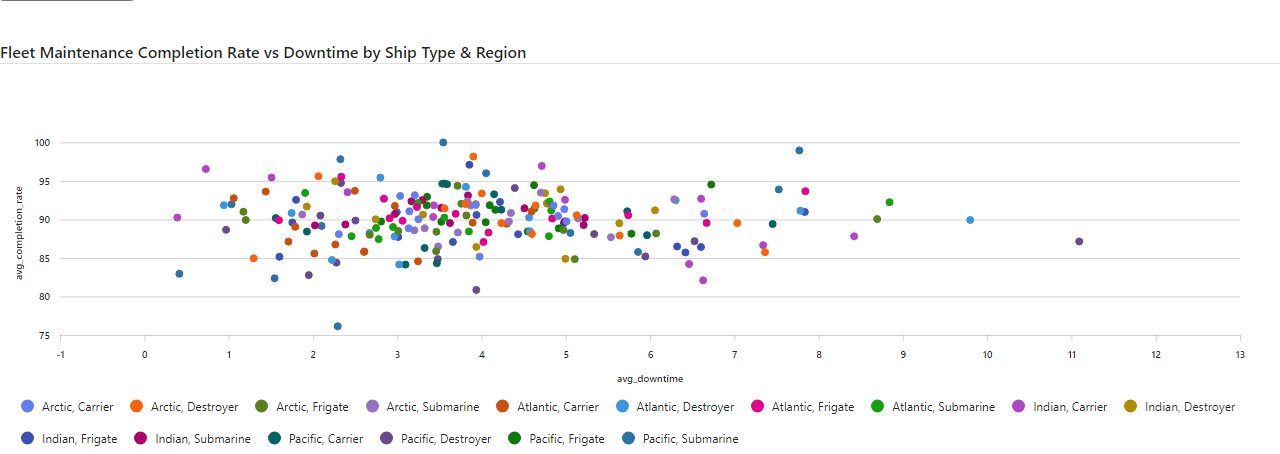 Fleet Maintenance Completion Rate vs Downtime by Ship Type & Region
100
95
90
85
80
75
avg_completion_rate
-1 0 1 2 3 4 5 6 7 8 9 10 11 12 13
avg_downtime
Arctic, Carrier Arctic, Destroyer Arctic, Frigate Arctic, Submarine Atlantic, Carrier Atlantic, Destroyer Atlantic, Frigate Atlantic, Submarine Indian, Carrier Indian, Destroyer
Indian, Frigate Indian, Submarine Pacific, Carrier Pacific, Destroyer Pacific, Frigate Pacific, Submarine